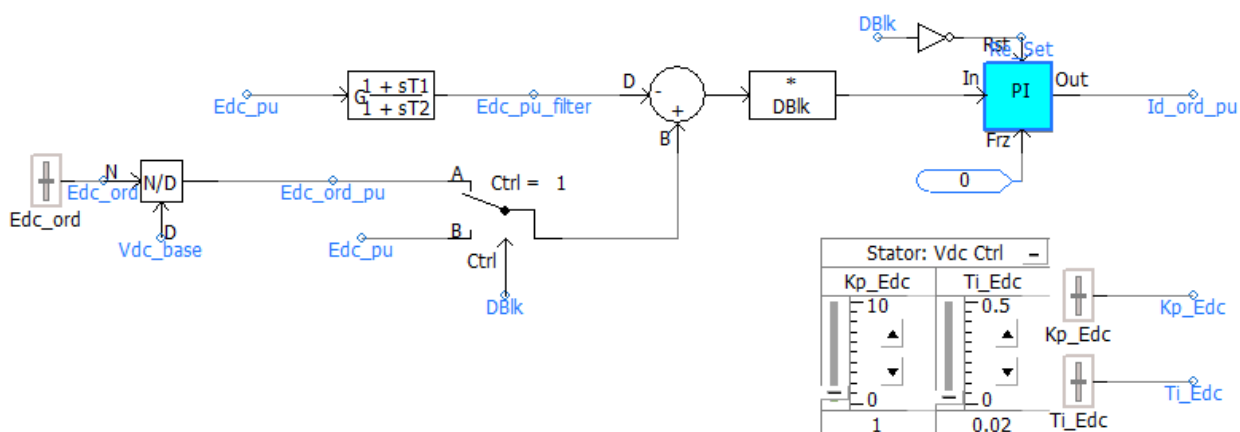 DBlk
Rst
Re_Set
Edc_pu
G
1 + sT1
1 + sT2
Edc_pu_filter
D
-
+
B
*
DBlk
In
PI
Out
Frz
Id_ord_pu
0
Edc_ord
N
Edc_ord
N/D
D
Vdc_base
Edc_ord_pu
A
Ctrl = 1
B
Edc_pu
Ctrl
DBlk
Stator: Vdc Ctrl
Kp_Edc
Ti_Edc
10
0
1
0.5
0
0.02
Kp_Edc
Kp_Edc
Ti_Edc
Ti_Edc